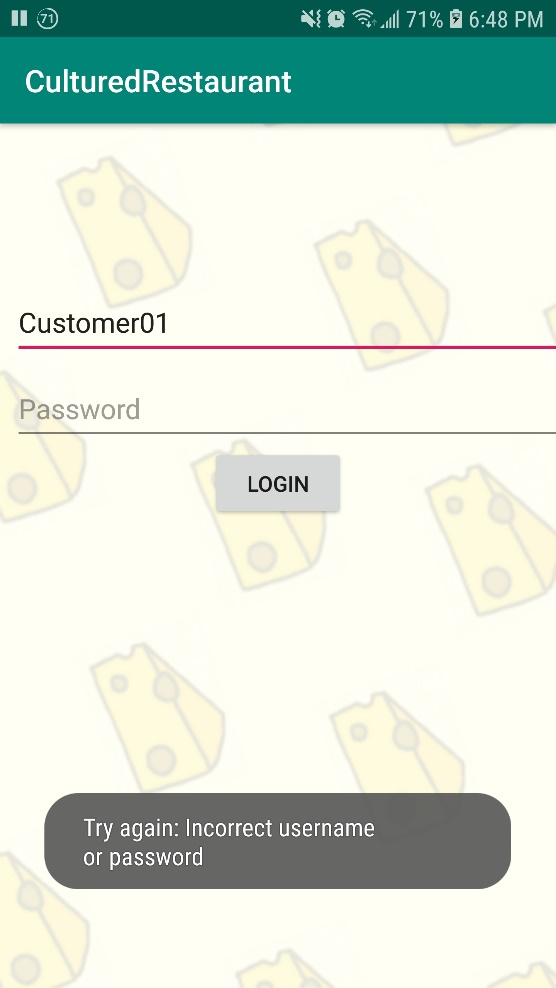 71 71% 6:48 PM
CulturedRestaurant
Customer01
Password
LOGIN
Try again: Incorrect username
or password